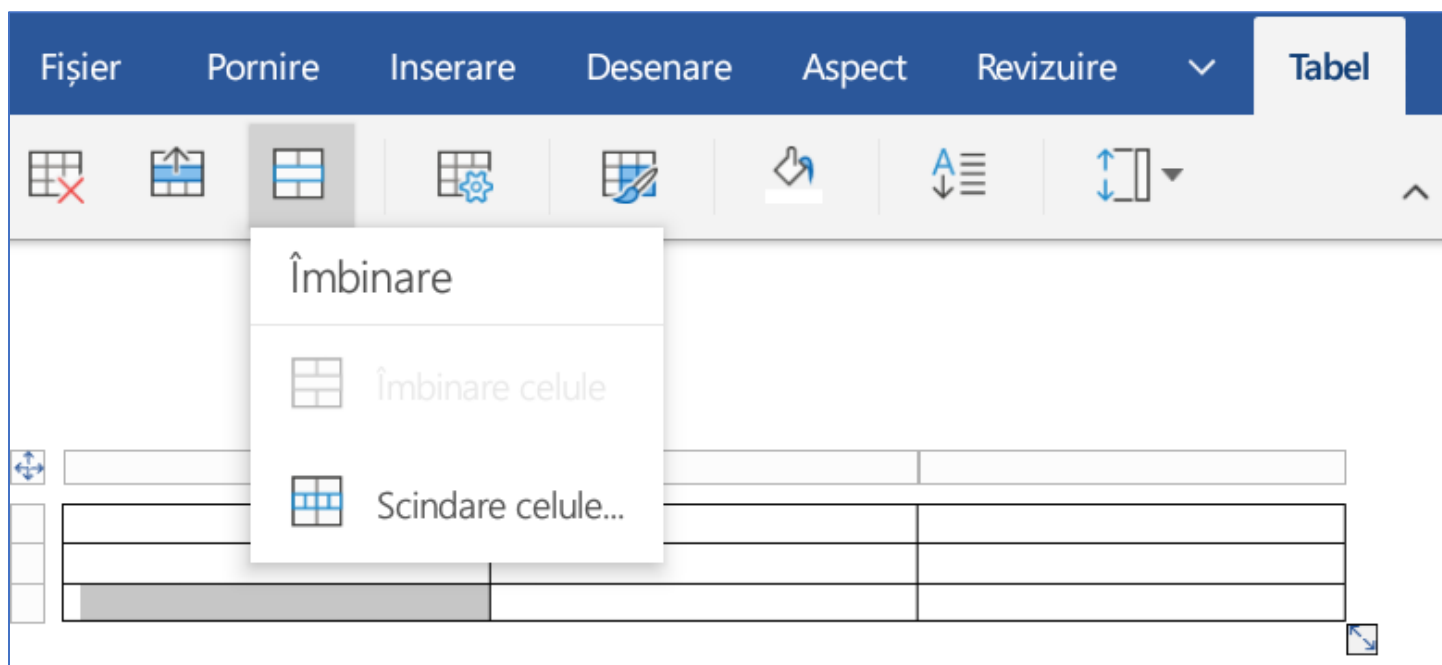 Fișier Pornire Inserare Desenare Aspect Revizuire Tabel
Îmbinare
Îmbinare celule
Scindare celule...